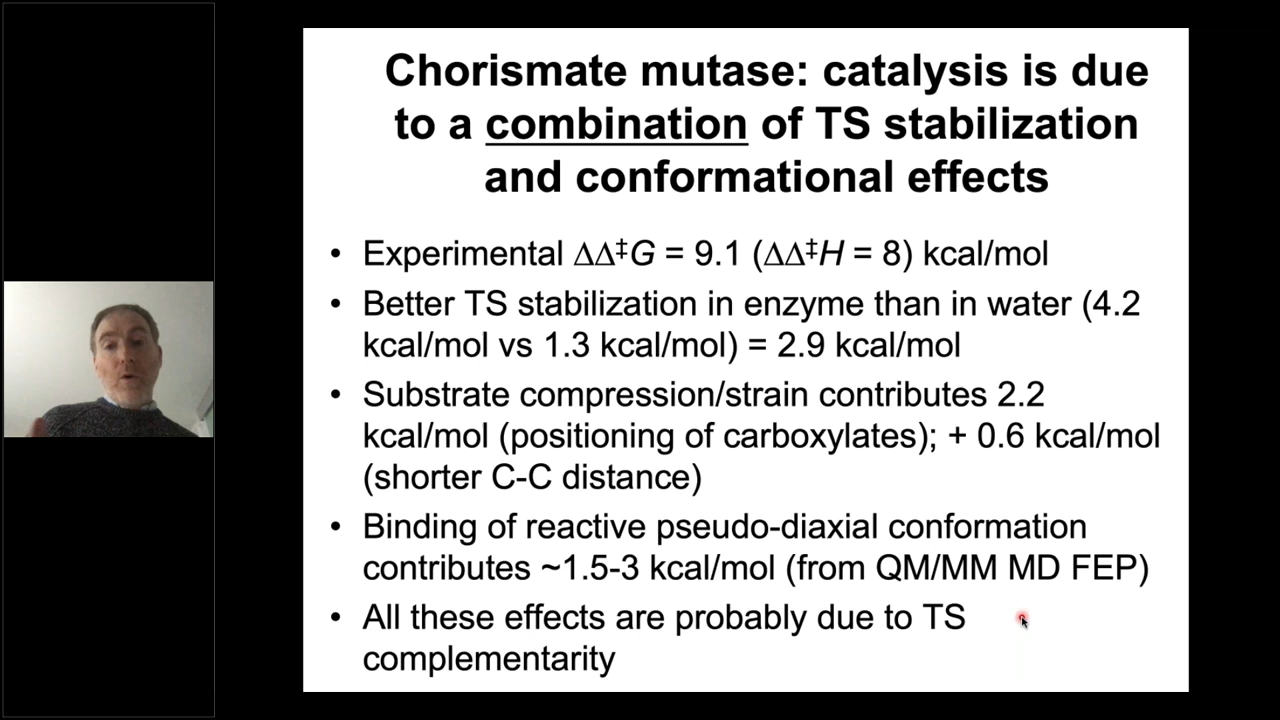 Chorismate mutase: catalysis is due
to a combination of TS stabilization
and conformational effects
• Experimental ΔΔ‡G = 9.1 (ΔΔ‡H = 8) kcal/mol
• Better TS stabilization in enzyme than in water (4.2
kcal/mol vs 1.3 kcal/mol) = 2.9 kcal/mol
• Substrate compression/strain contributes 2.2
kcal/mol (positioning of carboxylates); + 0.6 kcal/mol
(shorter C-C distance)
• Binding of reactive pseudo-diaxial conformation
contributes ~1.5-3 kcal/mol (from QM/MM MD FEP)
• All these effects are probably due to TS
complementarity